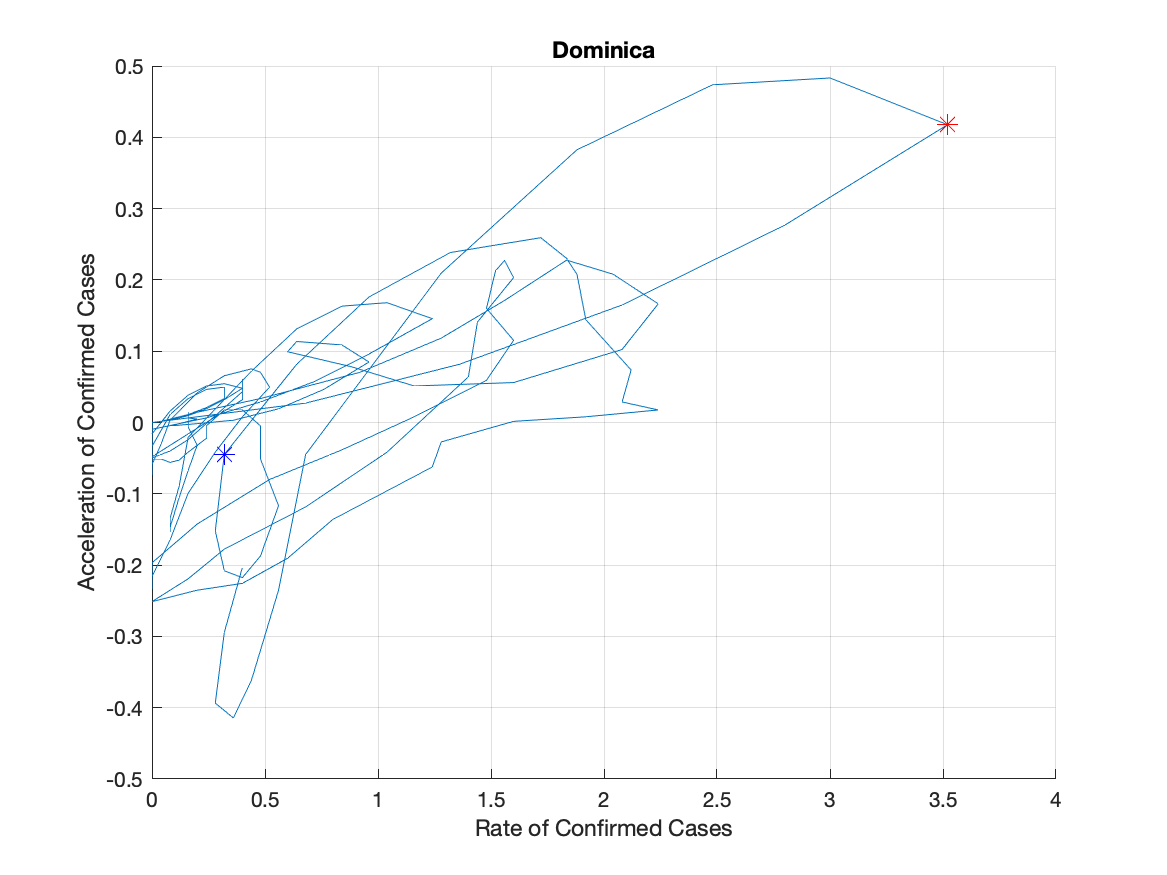 Dominica
0.5
0.4
0.3
0.2
0.1
0
-0.1
-0.2
-0.3
-0.4
-0.5
Acceleration of Confirmed Cases
0 0.5 1 1.5 2 2.5 3 3.5 4
Rate of Confirmed Cases